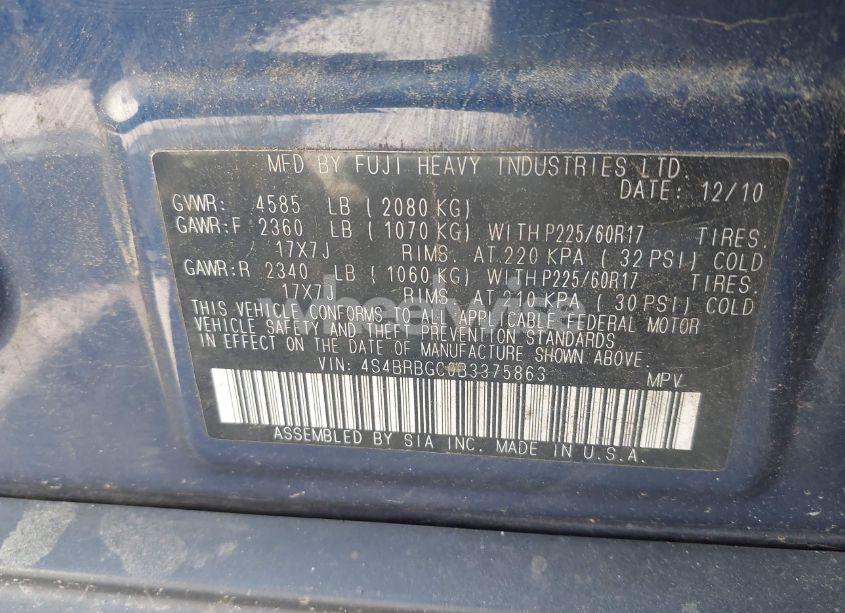 MFD BY FUJI HEAVY INDUSTRIES LTD.
DATE: 12/10
GVWR: 4585 LB ( 2080 KG)
GAWR:F 2360 LB ( 1070 KG) WITH P225/60R17 TIRES.
17X7J RIMS. AT 220 KPA ( 32 PSI) COLD
GAWR:R 2340 LB ( 1060 KG) WITH P225/60R17 TIRES.
17X7J RIMS. AT 210 KPA ( 30 PSI) COLD
wheelwise
THIS VEHICLE CONFORMS TO ALL APPLICABLE FEDERAL MOTOR
VEHICLE SAFETY AND THEFT PREVENTION STANDARDS
IN EFFECT ON THE DATE OF MANUFACTURE SHOWN ABOVE.
VIN: 4S4BRBGC0B3375863 MPV
ASSEMBLED BY SIA INC. MADE IN U.S.A.